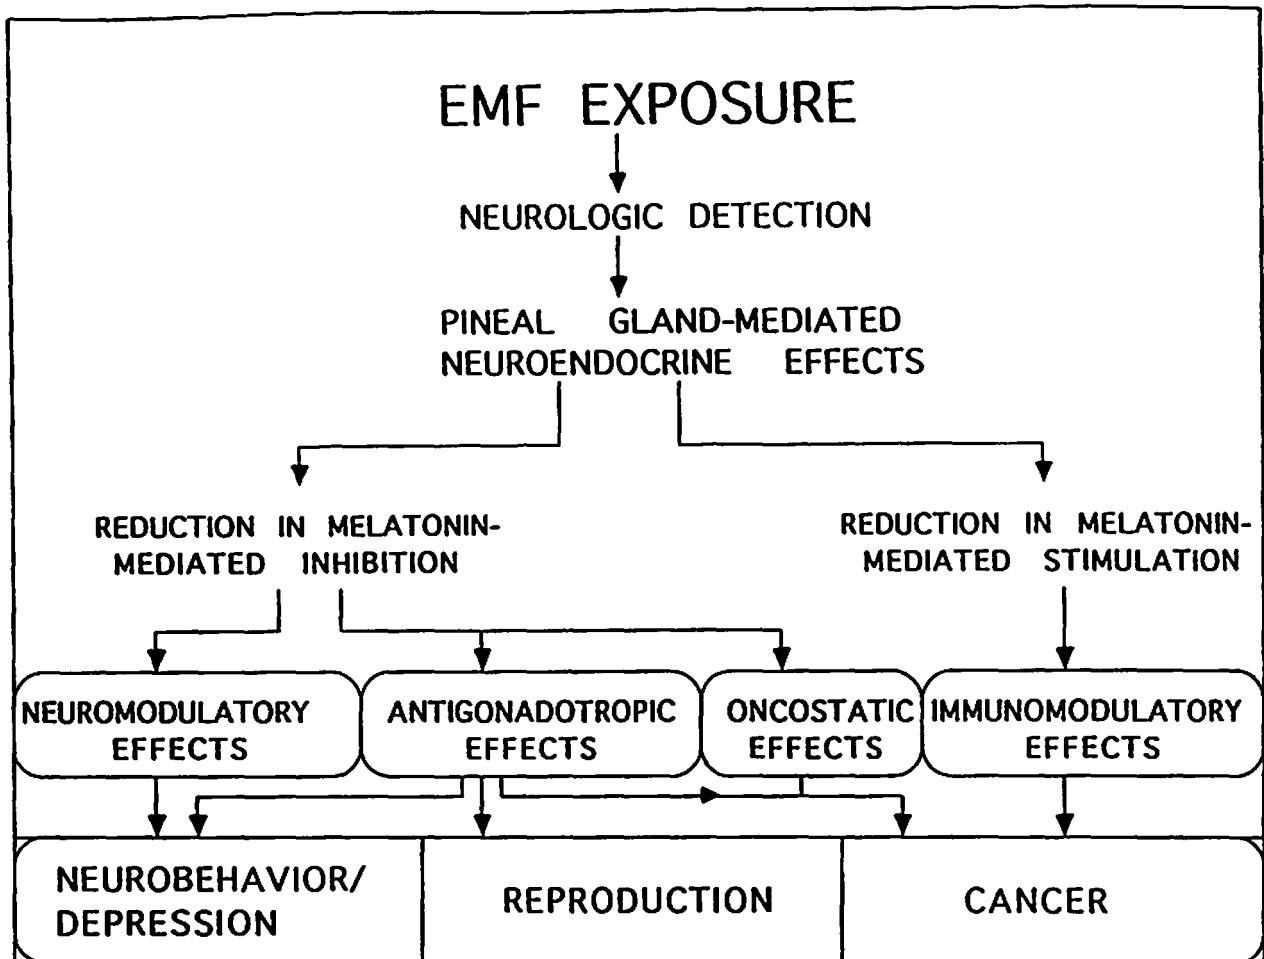 EMF EXPOSURE
NEUROLOGIC DETECTION
PINEAL GLAND-MEDIATED
NEUROENDOCRINE EFFECTS
REDUCTION IN MELATONIN-
MEDIATED INHIBITION
REDUCTION IN MELATONIN-
MEDIATED STIMULATION
NEUROMODULATORY
EFFECTS
ANTIGONADOTROPIC
EFFECTS
ONCOSTATIC
EFFECTS
IMMUNOMODULATORY
EFFECTS
NEUROBEHAVIOR/
DEPRESSION
REPRODUCTION
CANCER